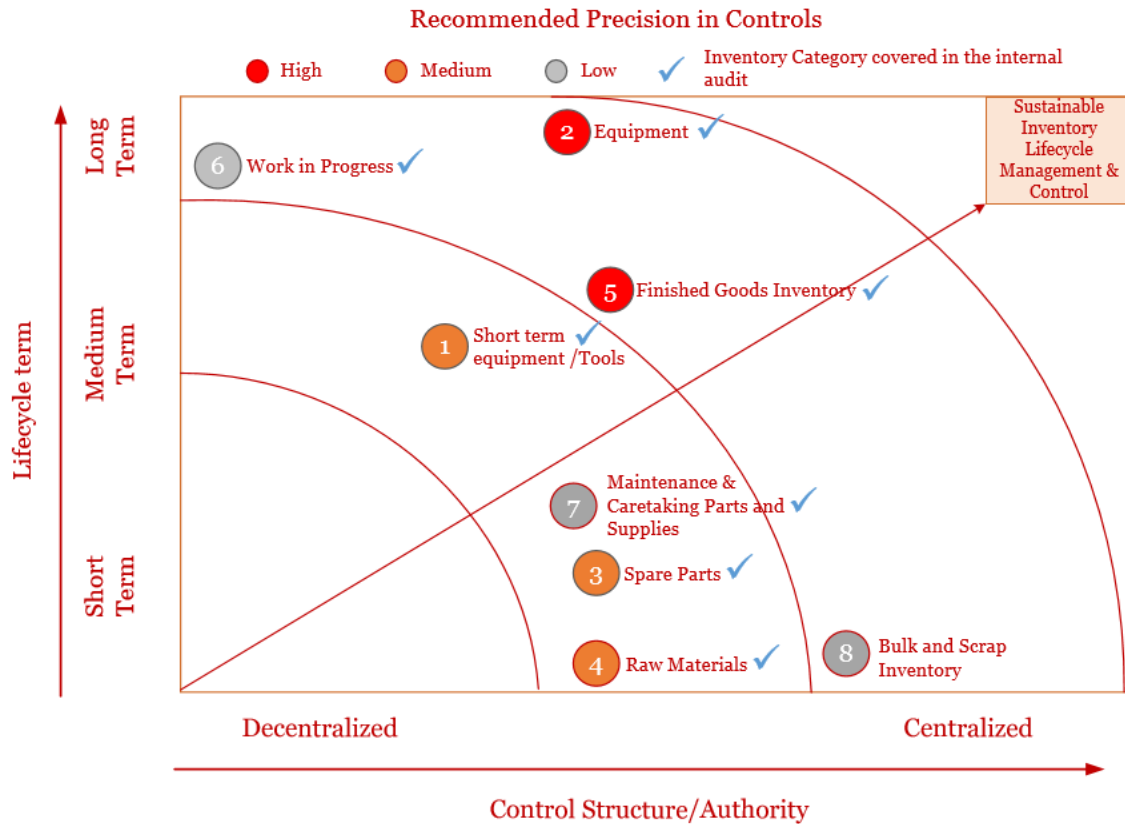 Recommended Precision in Controls
High
Medium
Low
Inventory Category covered in the internal
audit
Long
Term
Medium
Term
Short
Term
Lifecycle term
2
Equipment
Sustainable
Inventory
Lifecycle
Management &
Control
6
Work in Progress
5
Finished Goods Inventory
1
Short term
equipment /Tools
7
Maintenance &
Caretaking Parts and
Supplies
3
Spare Parts
4
Raw Materials
8
Bulk and Scrap
Inventory
Decentralized
Centralized
Control Structure/Authority